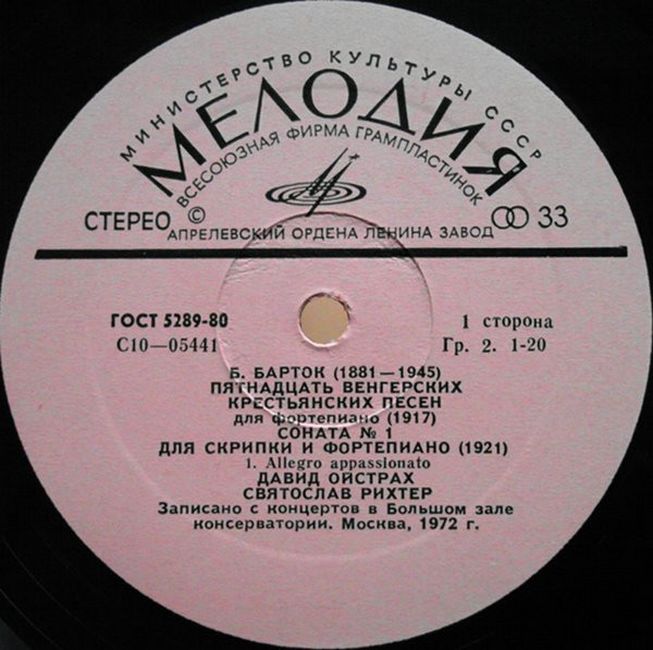 МИНИСТЕРСТВО КУЛЬТУРЫ СССР
МЕЛОДИЯ
ВСЕСОЮЗНАЯ ФИРМА ГРАМПЛАСТИНОК
СТЕРЕО © 33
АПРЕЛЕВСКИЙ ОРДЕНА ЛЕНИНА ЗАВОД
ГОСТ 5289-80 1 сторона
С10—05441 Гр. 2. 1-20
Б. БАРТОК (1881—1945)
ПЯТНАДЦАТЬ ВЕНГЕРСКИХ
КРЕСТЬЯНСКИХ ПЕСЕН
для фортепиано (1917)
СОНАТА № 1
ДЛЯ СКРИПКИ И ФОРТЕПИАНО (1921)
1. Allegro appassionato
ДАВИД ОЙСТРАХ
СВЯТОСЛАВ РИХТЕР
Записано с концертов в Большом зале
консерватории. Москва, 1972 г.